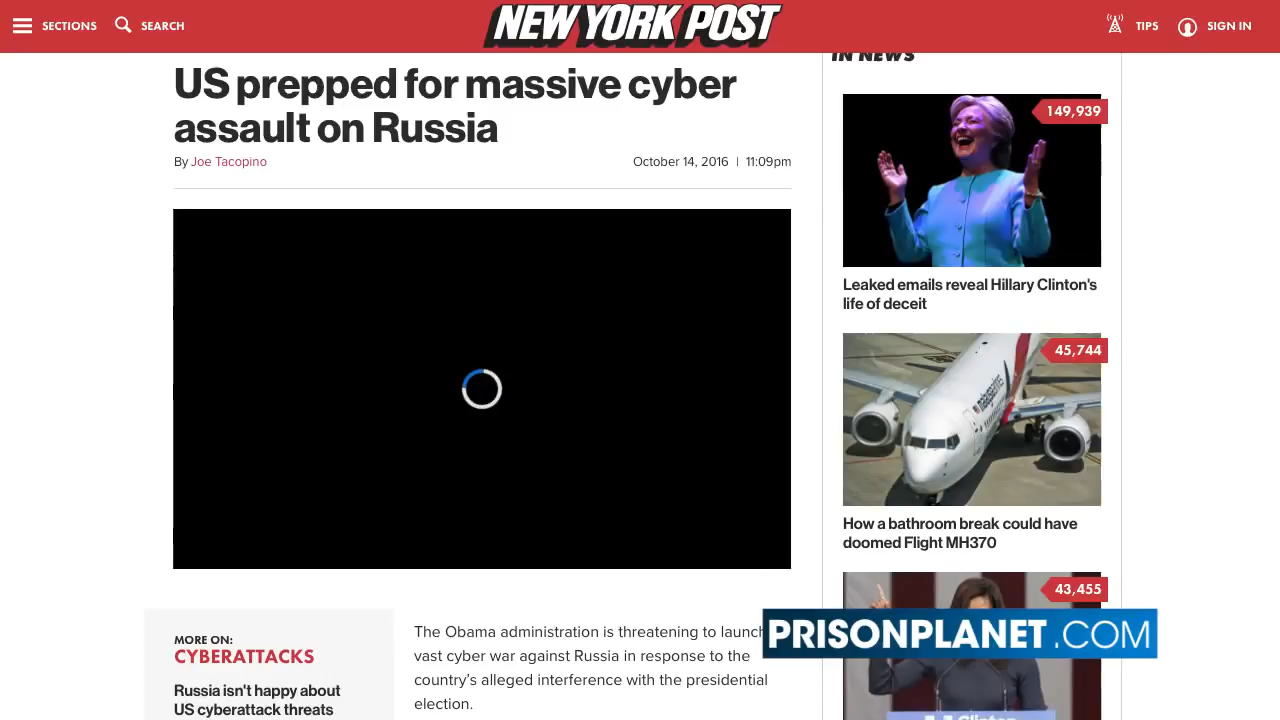 SECTIONS
SEARCH
NEW YORK POST
TIPS
SIGN IN
US prepped for massive cyber
assault on Russia
By Joe Tacopino
October 14, 2016 | 11:09pm
MORE ON:
CYBERATTACKS
Russia isn't happy about
US cyberattack threats
The Obama administration is threatening to launch
vast cyber war against Russia in response to the
country's alleged interference with the presidential
election.
IN NEWS
149,939
Leaked emails reveal Hillary Clinton's
life of deceit
45,744
malaysia
How a bathroom break could have
doomed Flight MH370
43,455
PRISONPLANET.COM
Clinton